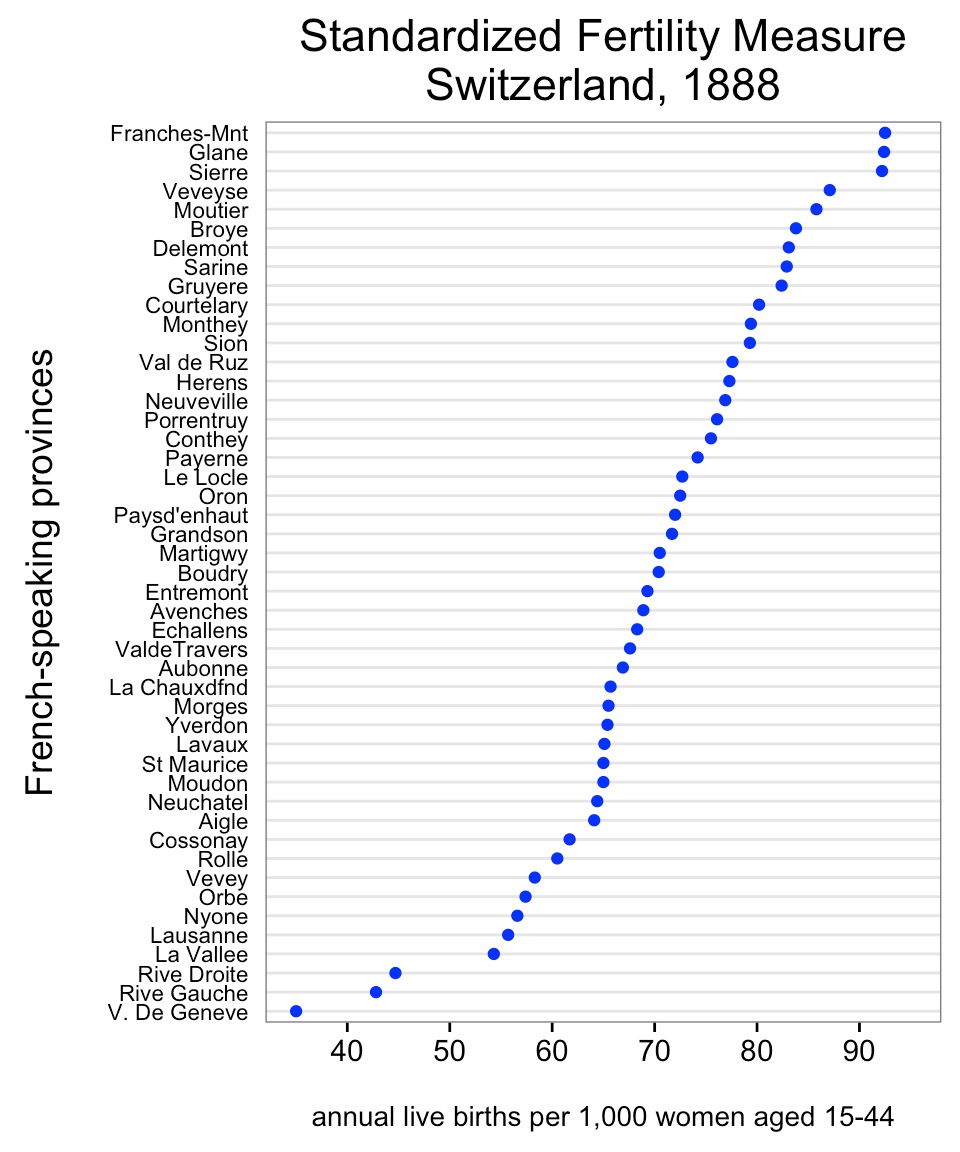 Standardized Fertility Measure
Switzerland, 1888
French-speaking provinces
Franches-Mnt
Glane
Sierre
Veveyse
Moutier
Broye
Delemont
Sarine
Gruyere
Courtelary
Monthey
Sion
Val de Ruz
Herens
Neuveville
Porrentruy
Conthey
Payerne
Le Locle
Oron
Paysd'enhaut
Grandson
Martigwy
Boudry
Entremont
Avenches
Echallens
ValdeTravers
Aubonne
La Chauxdfnd
Morges
Yverdon
Lavaux
St Maurice
Moudon
Neuchatel
Aigle
Cossonay
Rolle
Vevey
Orbe
Nyone
Lausanne
La Vallee
Rive Droite
Rive Gauche
V. De Geneve
40 50 60 70 80 90
annual live births per 1,000 women aged 15-44